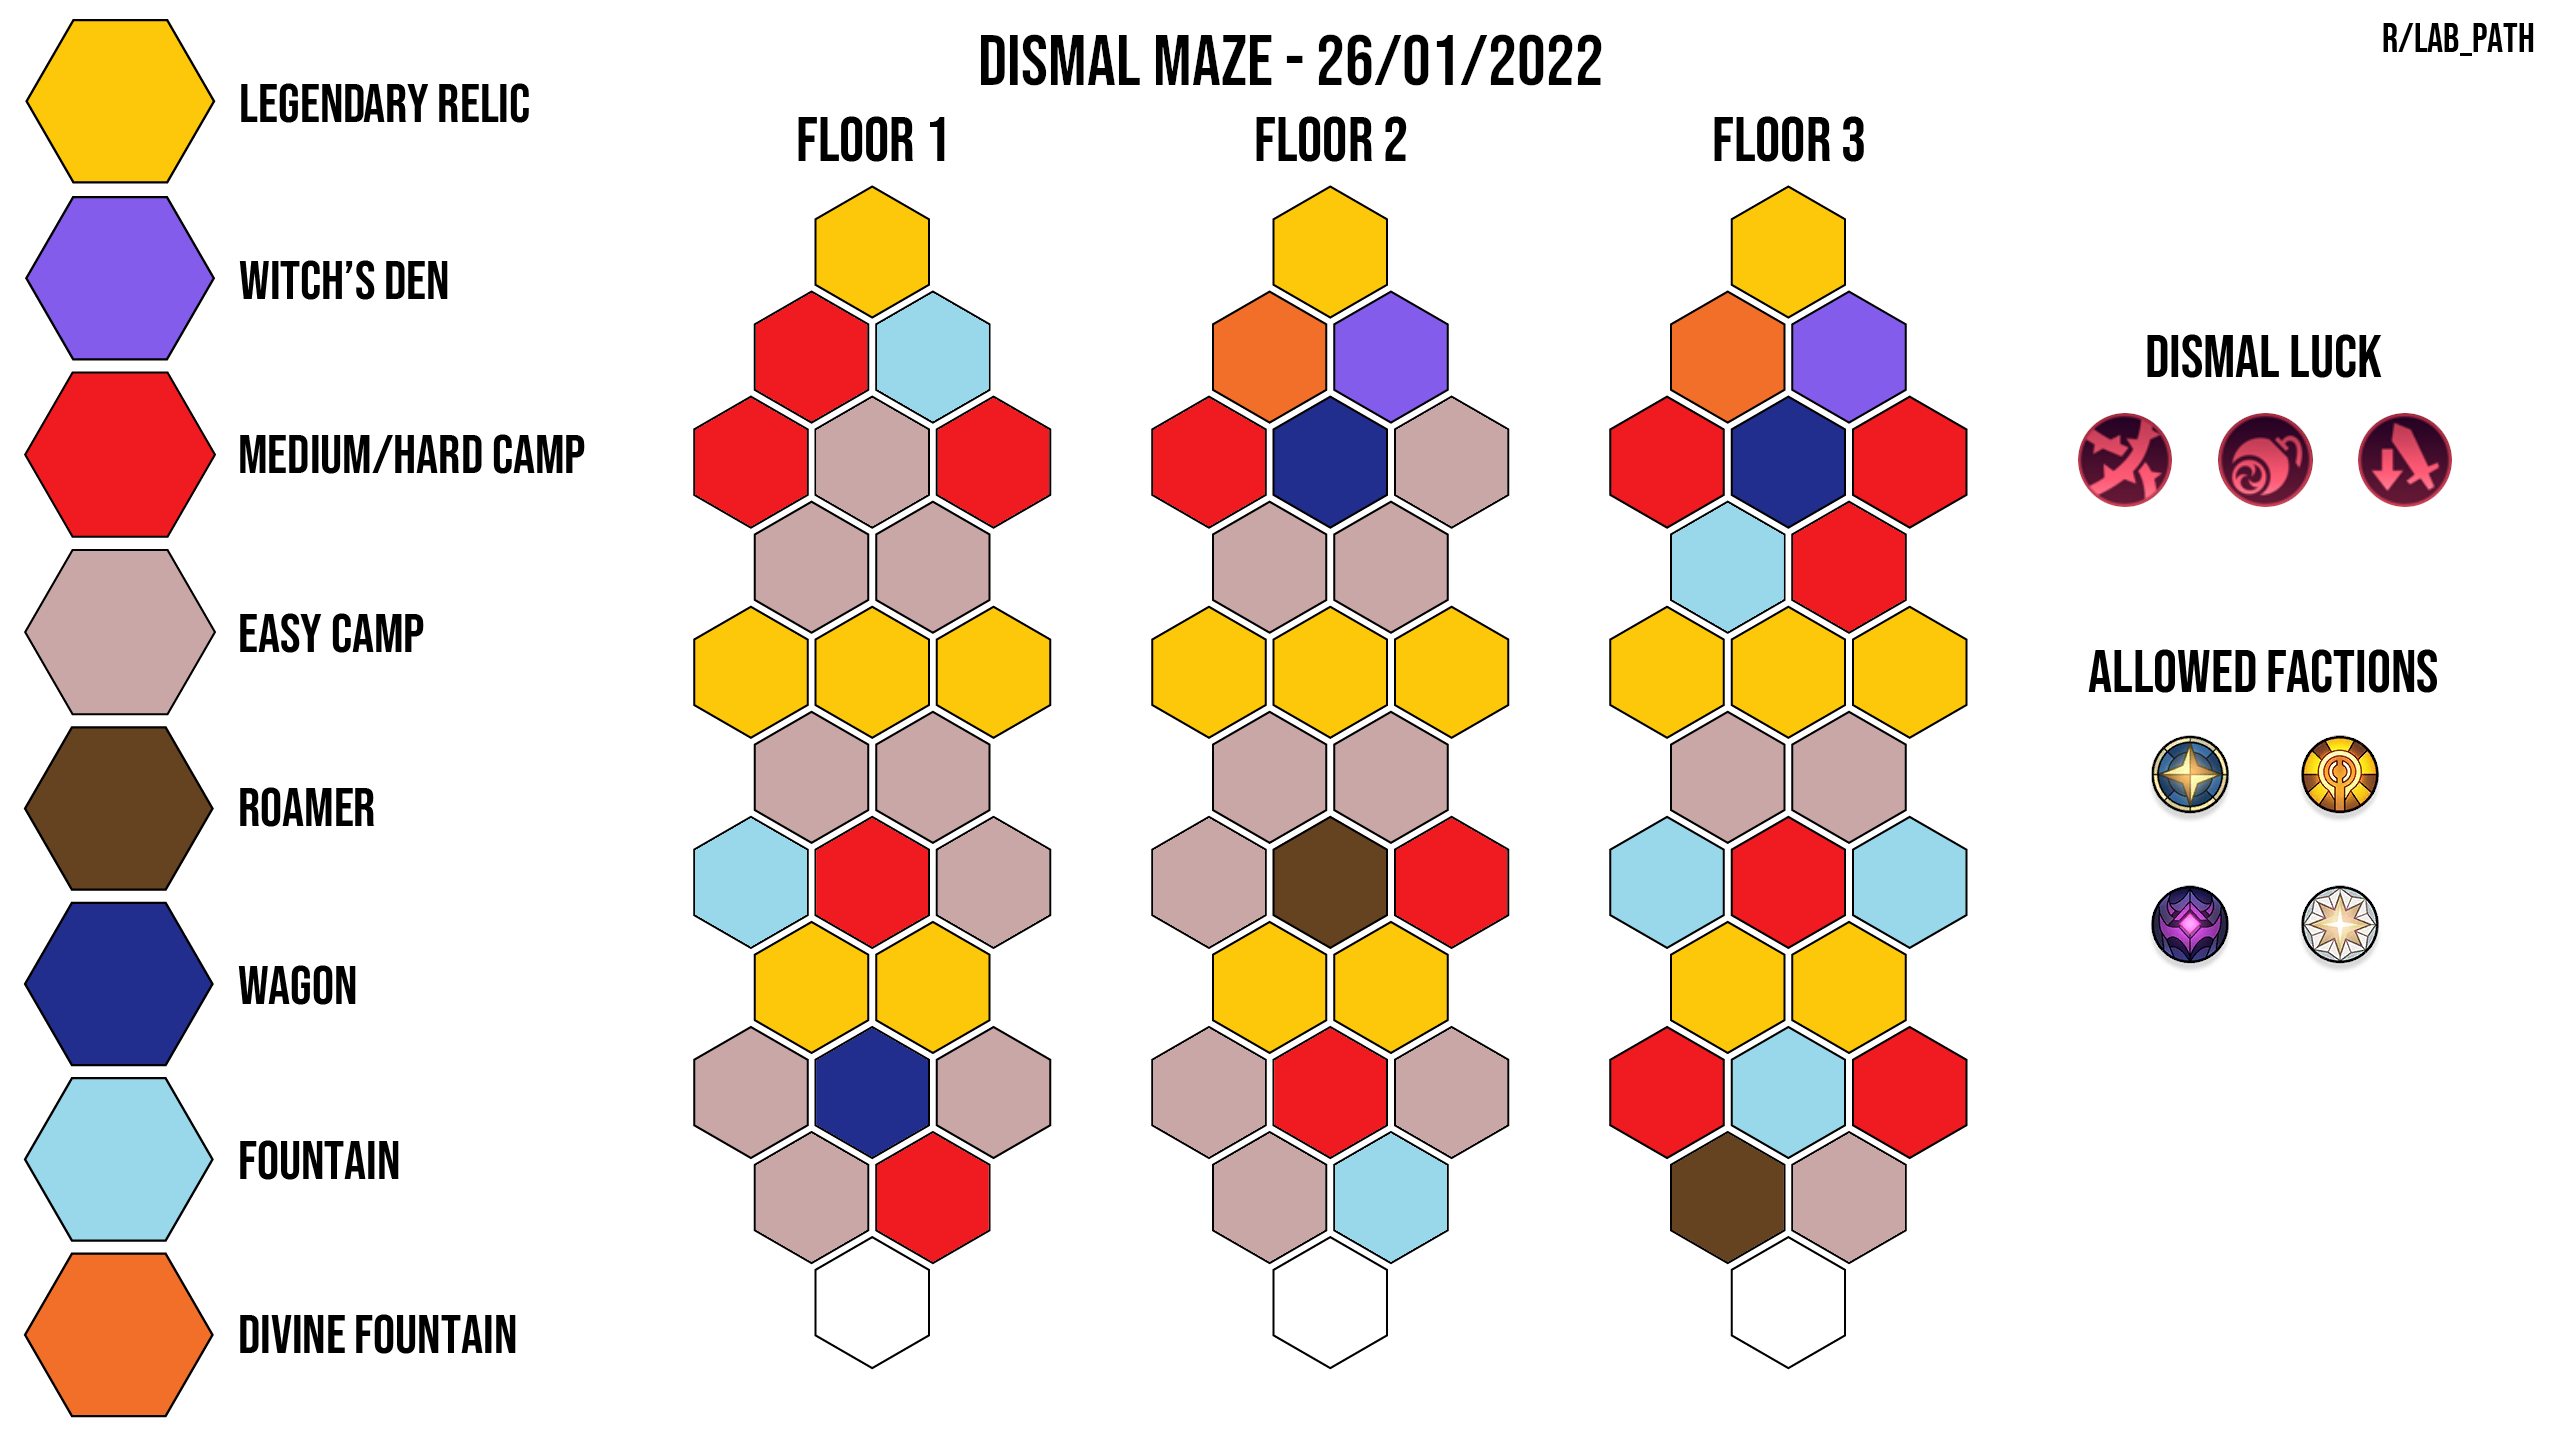 DISMAL MAZE - 26/01/2022
R/LAB_PATH
LEGENDARY RELIC
WITCH'S DEN
MEDIUM/HARD CAMP
EASY CAMP
ROAMER
WAGON
FOUNTAIN
DIVINE FOUNTAIN
FLOOR 1
FLOOR 2
FLOOR 3
DISMAL LUCK
ALLOWED FACTIONS